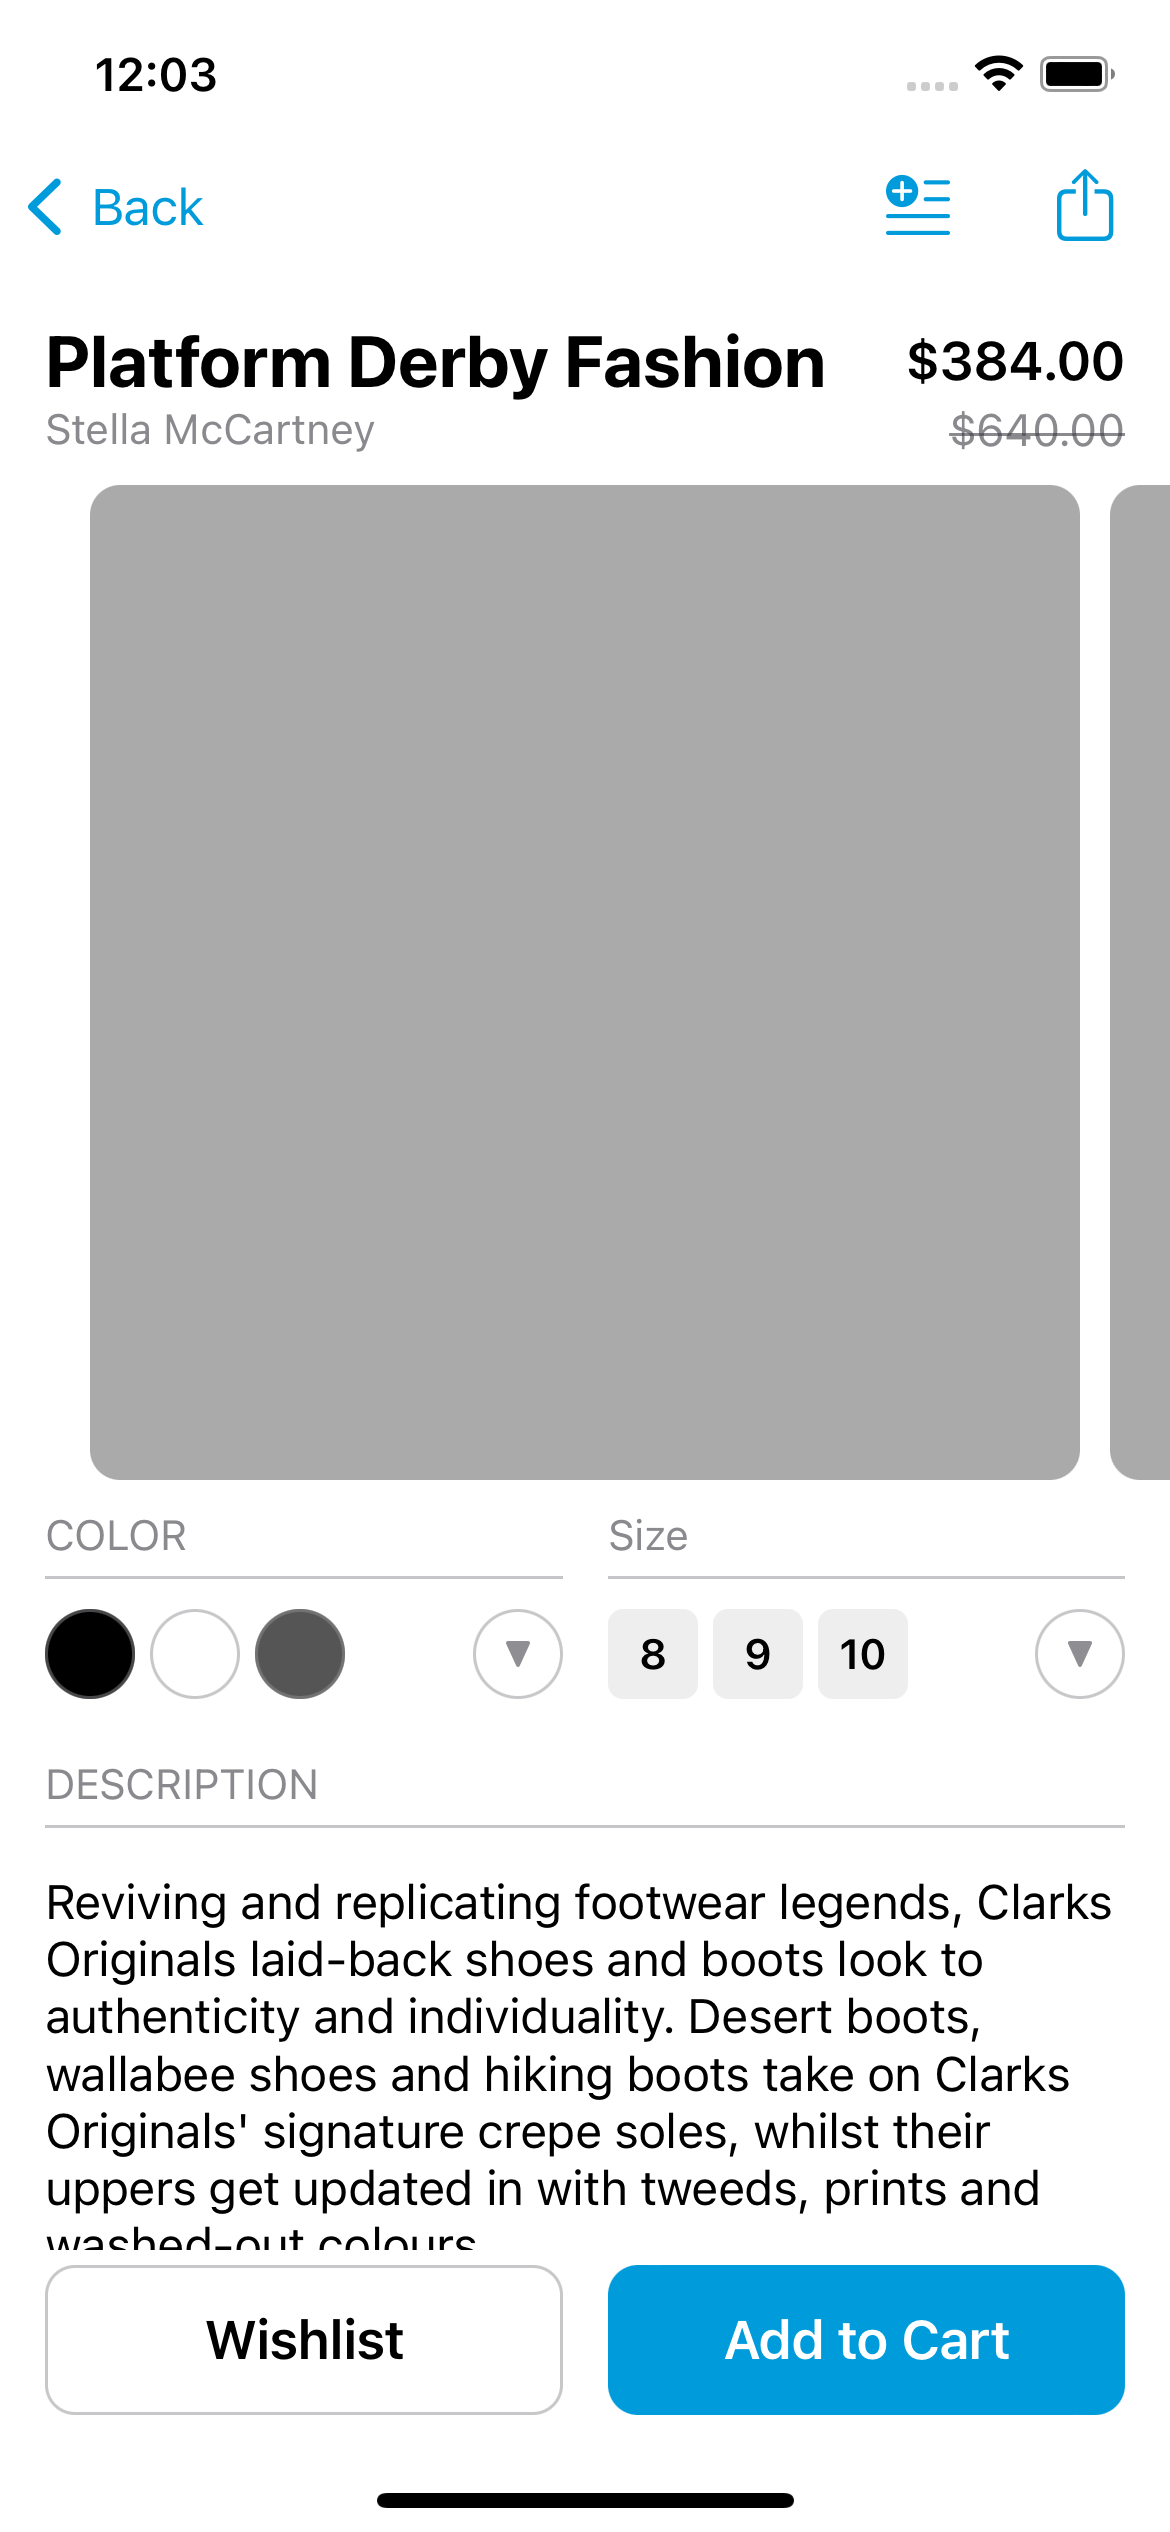 12:03
Back
Platform Derby Fashion
$384.00
Stella McCartney
$640.00
COLOR
Size
8
9
10
DESCRIPTION
Reviving and replicating footwear legends, Clarks
Originals laid-back shoes and boots look to
authenticity and individuality. Desert boots,
wallabee shoes and hiking boots take on Clarks
Originals' signature crepe soles, whilst their
uppers get updated in with tweeds, prints and
washed-out colours
Wishlist
Add to Cart